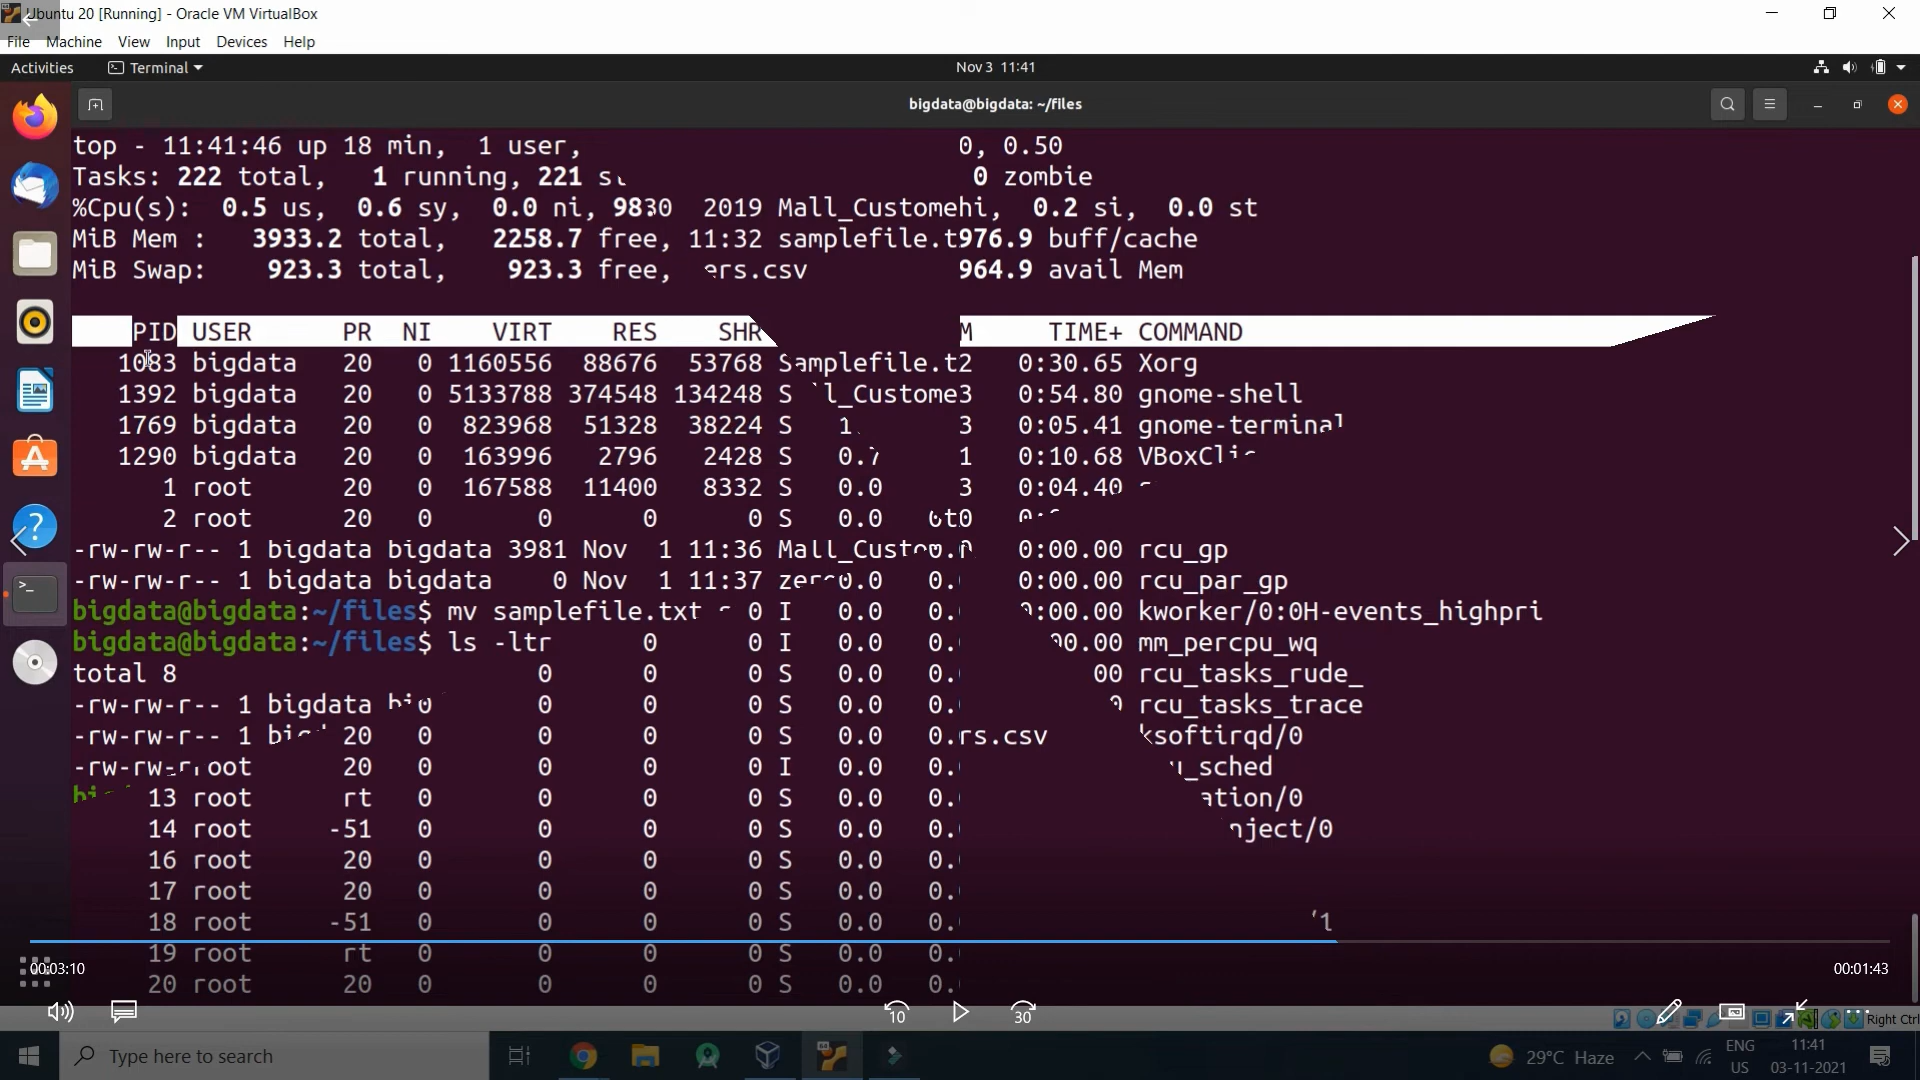 Ubuntu 20 [Running] - Oracle VM VirtualBox
File Machine View Input Devices Help
Activities Terminal Nov 3 11:41
bigdata@bigdata: ~/files
top - 11:41:46 up 18 min, 1 user, 0, 0.50
Tasks: 222 total, 1 running, 221 0 zombie
%Cpu(s): 0.5 us, 0.6 sy, 0.0 ni, 2019 Mall_Customehi, 0.2 si, 0.0 st
MiB Mem : 3933.2 total, 2258.7 free, 11:32 samplefile.t976.9 buff/cache
MiB Swap: 923.3 total, 923.3 free, ers.csv 964.9 avail Mem
PID USER PR NI VIRT RES SHR M TIME+ COMMAND
1083 bigdata 20 0 1160556 88676 53768 Samplefile.t2 0:30.65 Xorg
1392 bigdata 20 0 5133788 374548 134248 S l_Custome3 0:54.80 gnome-shell
1769 bigdata 20 0 823968 51328 38224 S 1. 3 0:05.41 gnome-terminal
1290 bigdata 20 0 163996 2796 2428 S 0.7 1 0:10.68
1 root 20 0 167588 11400 8332 S 0.0 3 0:04.40
2 root 20 0 0 0 0 S 0.0
-rw-rw-r-- 1 bigdata bigdata 3981 Nov 1 11:36 0:00.00 rcu_gp
-rw-rw-r-- 1 bigdata bigdata 0 Nov 1 11:37 0. 0:00.00 rcu_par_gp
bigdata@bigdata:~/files$ mv samplefile.txt 0 I 0.0 0. 0:00.00 kworker/0:0H-events_highpri
bigdata@bigdata:~/files$ ls -ltr 0 0 I 0.0 0. 00.00 mm_percpu_wq
total 8 0 0 0 S 0.0 0. 00 rcu_tasks_rude_
-rw-rw-r-- 1 bigdata 0 0 0 0 S 0.0 0. 0 rcu_tasks_trace
-rw-rw-r-- 1 20 0 0 0 0 S 0.0 0.rs.csv ksoftirqd/0
-rw-rw- oot 20 0 0 0 0 I 0.0 0. _sched
13 root rt 0 0 0 0 S 0.0 0. ation/0
14 root -51 0 0 0 0 S 0.0 0. nject/0
16 root 20 0 0 0 0 S 0.0 0.
17 root 20 0 0 0 0 S 0.0 0.
18 root -51 0 0 0 0 S 0.0 0. 1
19 root rt 0 0 0 0 S 0.0 0.
20 root 20 0 0 0 0 S 0.0 0.
00:03:10 00:01:43
10 30
Right Ctrl
Type here to search 29°C Haze ENG US 11:41 03-11-2021